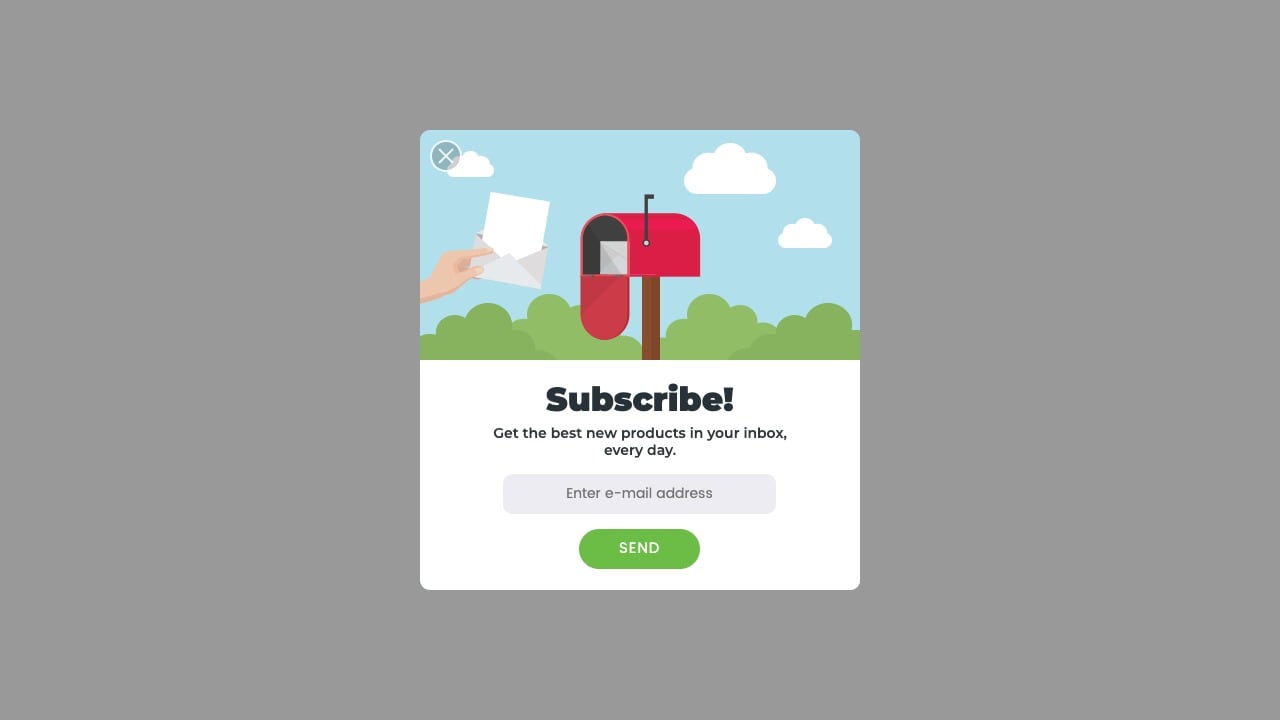 Subscribe!
Get the best new products in your inbox,
every day.
Enter e-mail address
SEND